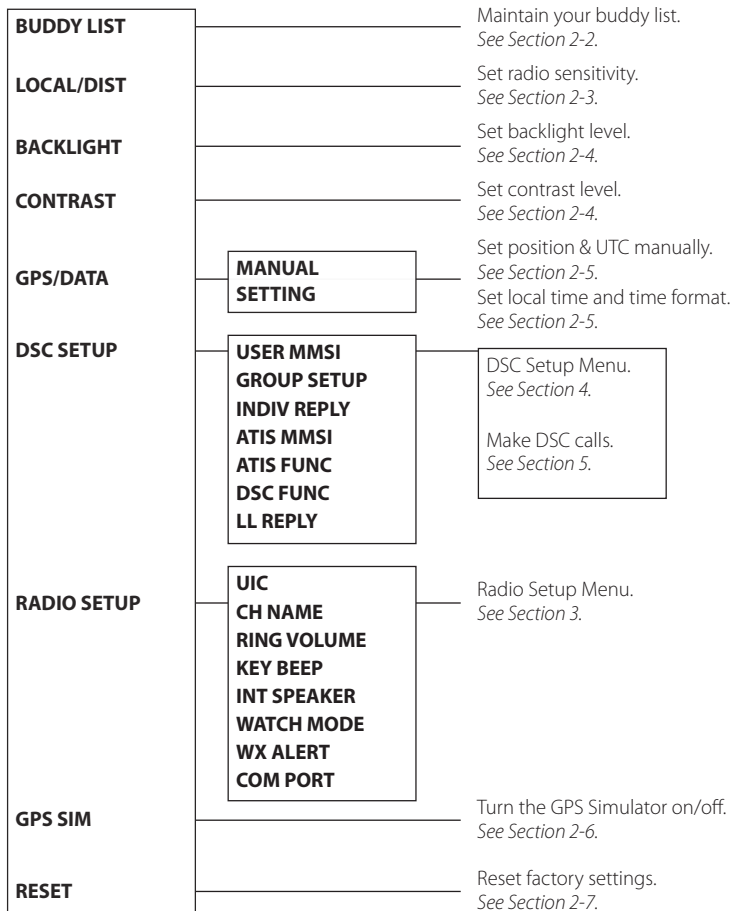 BUDDY LIST
Maintain your buddy list.
See Section 2-2.
LOCAL/DIST
Set radio sensitivity.
See Section 2-3.
BACKLIGHT
Set backlight level.
See Section 2-4.
CONTRAST
Set contrast level.
See Section 2-4.
GPS/DATA
MANUAL
SETTING
Set position & UTC manually.
See Section 2-5.
Set local time and time format.
See Section 2-5.
DSC SETUP
USER MMSI
GROUP SETUP
INDIV REPLY
ATIS MMSI
ATIS FUNC
DSC FUNC
LL REPLY
DSC Setup Menu.
See Section 4.
Make DSC calls.
See Section 5.
RADIO SETUP
UIC
CH NAME
RING VOLUME
KEY BEEP
INT SPEAKER
WATCH MODE
WX ALERT
COM PORT
Radio Setup Menu.
See Section 3.
GPS SIM
Turn the GPS Simulator on/off.
See Section 2-6.
RESET
Reset factory settings.
See Section 2-7.